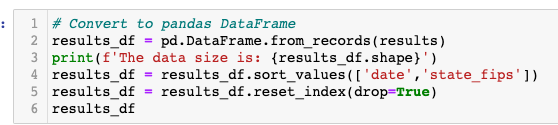 1 # Convert to pandas DataFrame
2 results_df = pd.DataFrame.from_records(results)
3 print(f'The data size is: {results_df.shape}')
4 results_df = results_df.sort_values(['date','state_fips'])
5 results_df = results_df.reset_index(drop=True)
6 results_df